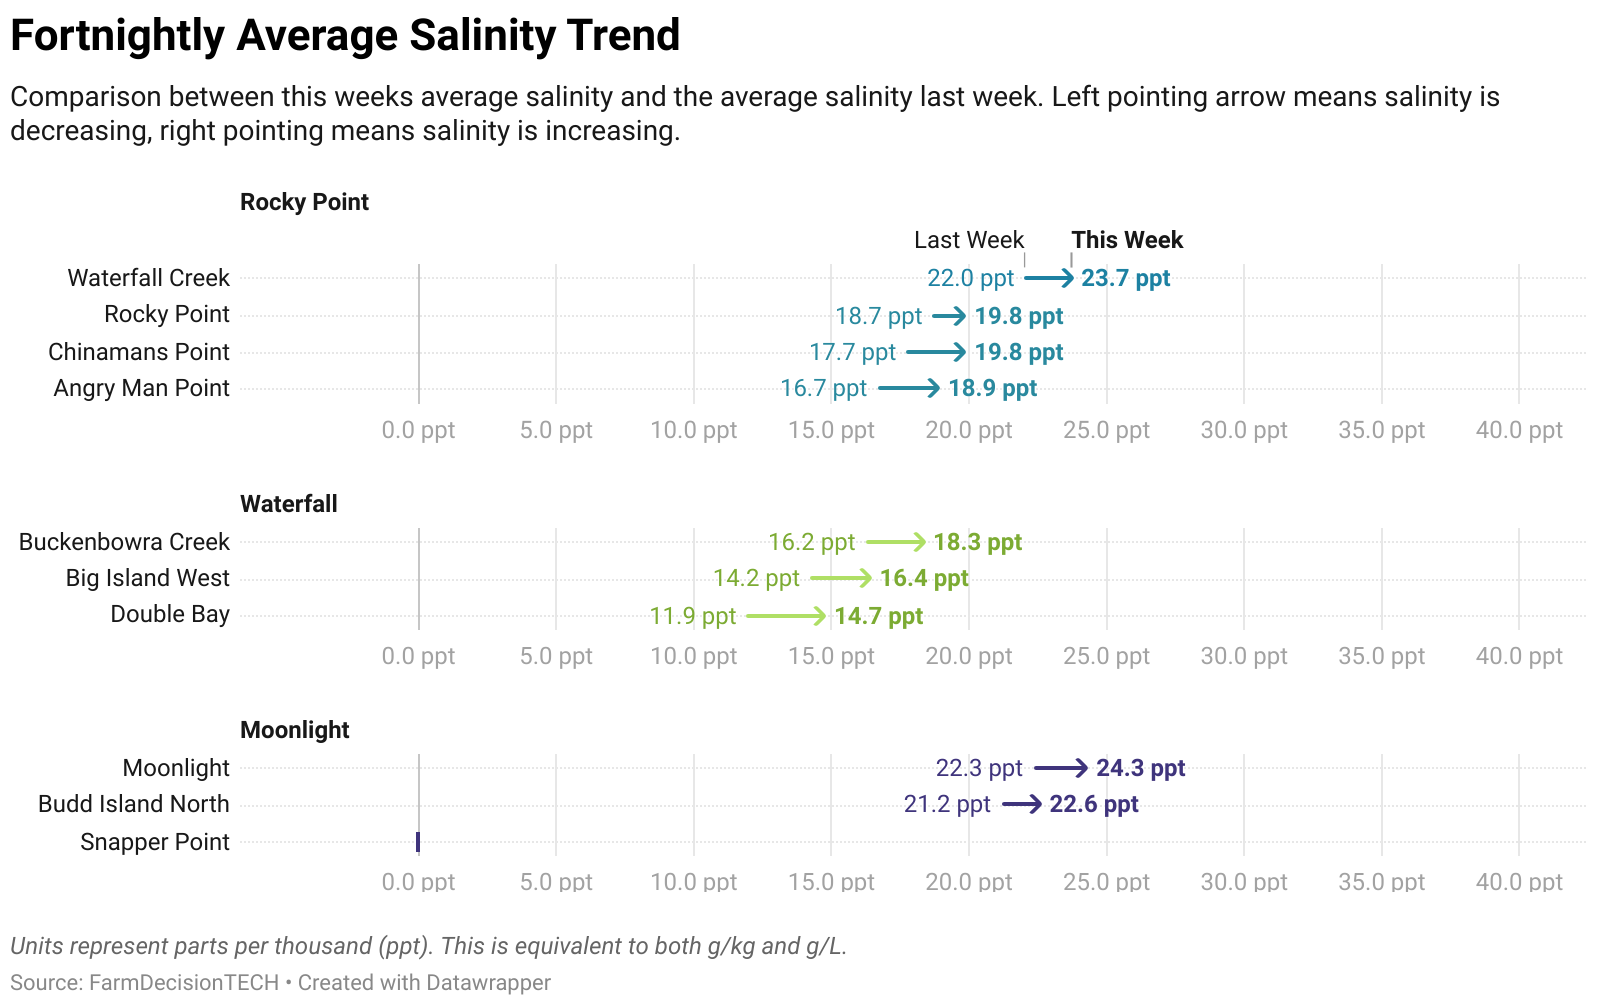 Fortnightly Average Salinity Trend
Comparison between this weeks average salinity and the average salinity last week. Left pointing arrow means salinity is
decreasing, right pointing means salinity is increasing.
Rocky Point
Last Week This Week
Waterfall Creek 22.0 ppt 23.7 ppt
Rocky Point 18.7 ppt 19.8 ppt
Chinamans Point 17.7 ppt 19.8 ppt
Angry Man Point 16.7 ppt 18.9 ppt
0.0 ppt 5.0 ppt 10.0 ppt 15.0 ppt 20.0 ppt 25.0 ppt 30.0 ppt 35.0 ppt 40.0 ppt
Waterfall
Buckenbowra Creek 16.2 ppt 18.3 ppt
Big Island West 14.2 ppt 16.4 ppt
Double Bay 11.9 ppt 14.7 ppt
0.0 ppt 5.0 ppt 10.0 ppt 15.0 ppt 20.0 ppt 25.0 ppt 30.0 ppt 35.0 ppt 40.0 ppt
Moonlight
Moonlight 22.3 ppt 24.3 ppt
Budd Island North 21.2 ppt 22.6 ppt
Snapper Point
0.0 ppt 5.0 ppt 10.0 ppt 15.0 ppt 20.0 ppt 25.0 ppt 30.0 ppt 35.0 ppt 40.0 ppt
Units represent parts per thousand (ppt). This is equivalent to both g/kg and g/L.
Source: FarmDecisionTECH • Created with Datawrapper